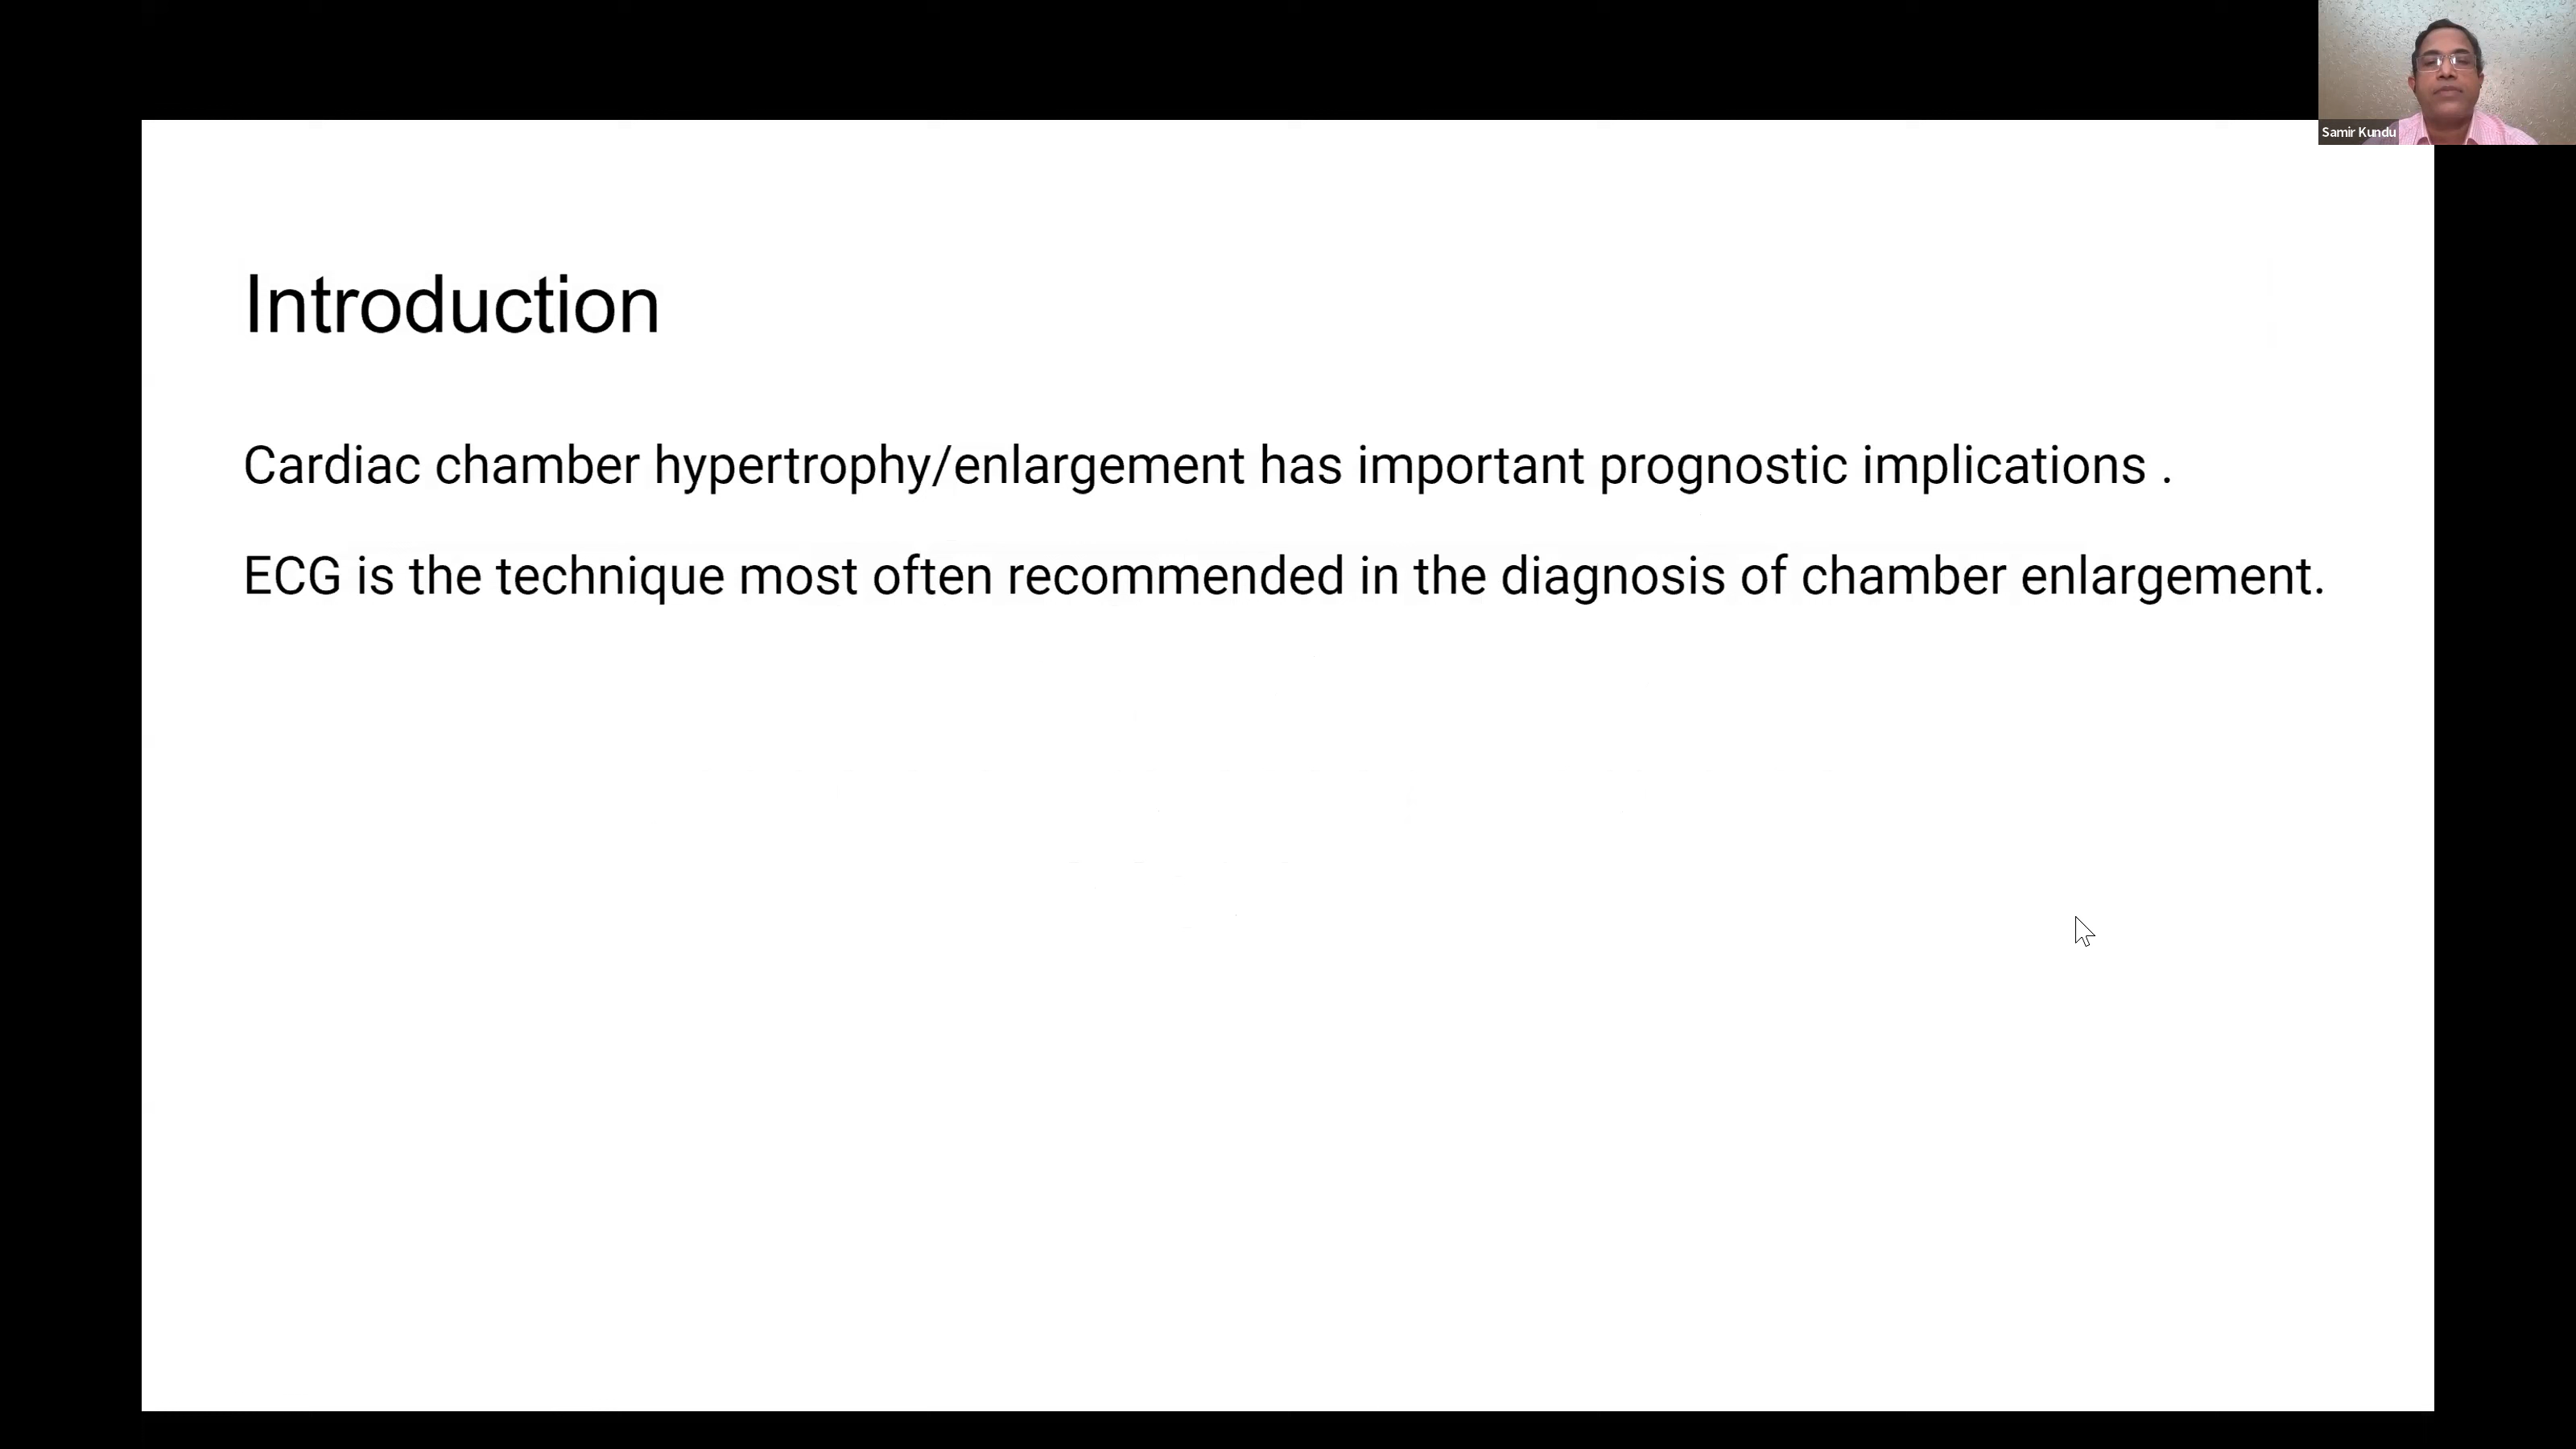 Samir Kundu
Introduction
Cardiac chamber hypertrophy/enlargement has important prognostic implications .
ECG is the technique most often recommended in the diagnosis of chamber enlargement.